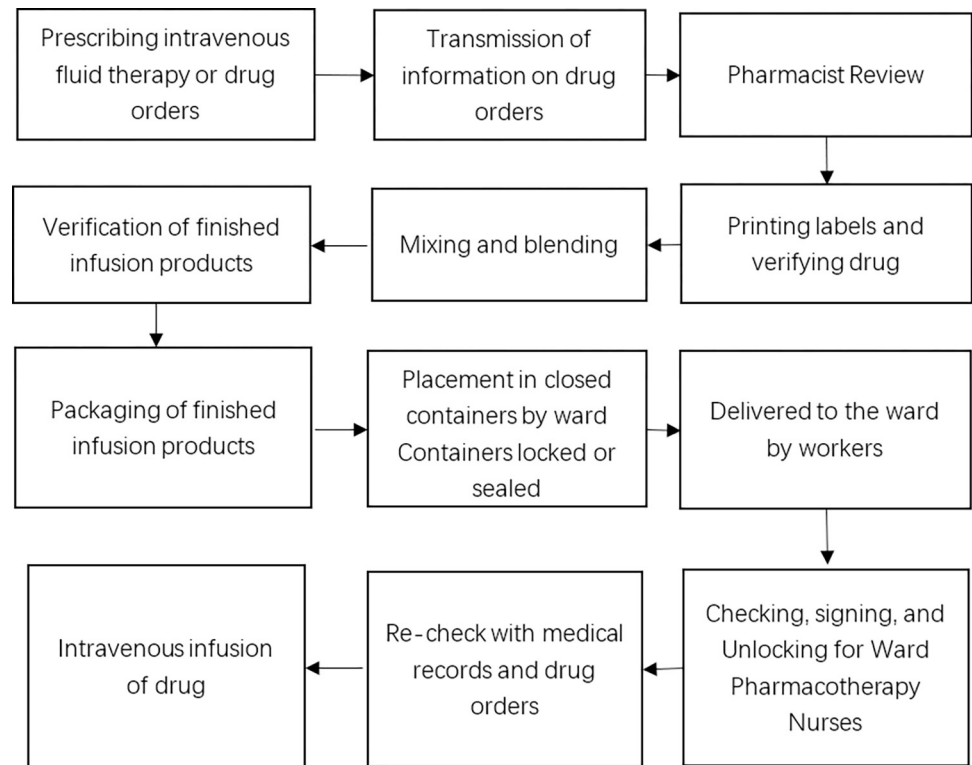 Prescribing intravenous
fluid therapy or drug
orders
Transmission of
information on drug
orders
Pharmacist Review
Printing labels and
verifying drug
Mixing and blending
Verification of finished
infusion products
Packaging of finished
infusion products
Placement in closed
containers by ward
Containers locked or
sealed
Delivered to the ward
by workers
Checking, signing, and
Unlocking for Ward
Pharmacotherapy
Nurses
Re-check with medical
records and drug
orders
Intravenous infusion
of drug